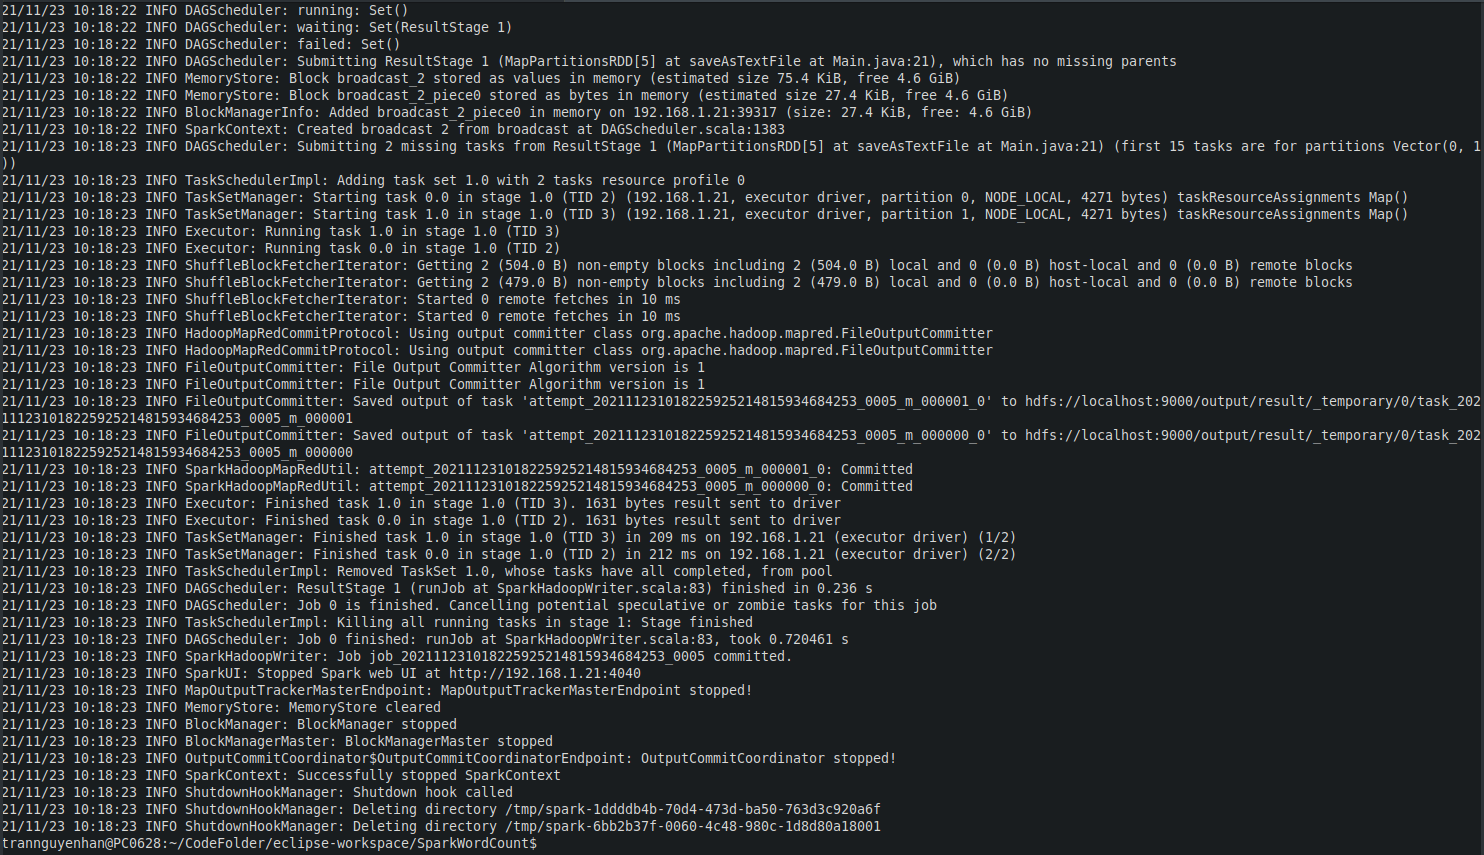 21/11/23 10:18:22 INFO DAGScheduler: running: Set()
21/11/23 10:18:22 INFO DAGScheduler: waiting: Set(ResultStage 1)
21/11/23 10:18:22 INFO DAGScheduler: failed: Set()
21/11/23 10:18:22 INFO DAGScheduler: Submitting ResultStage 1 (MapPartitionsRDD[5] at saveAsTextFile at Main.java:21), which has no missing parents
21/11/23 10:18:22 INFO MemoryStore: Block broadcast_2 stored as values in memory (estimated size 75.4 KiB, free 4.6 GiB)
21/11/23 10:18:22 INFO MemoryStore: Block broadcast_2_piece0 stored as bytes in memory (estimated size 27.4 KiB, free 4.6 GiB)
21/11/23 10:18:22 INFO BlockManagerInfo: Added broadcast_2_piece0 in memory on 192.168.1.21:39317 (size: 27.4 KiB, free: 4.6 GiB)
21/11/23 10:18:22 INFO SparkContext: Created broadcast 2 from broadcast at DAGScheduler.scala:1383
21/11/23 10:18:23 INFO DAGScheduler: Submitting 2 missing tasks from ResultStage 1 (MapPartitionsRDD[5] at saveAsTextFile at Main.java:21) (first 15 tasks are for partitions Vector(0, 1
))
21/11/23 10:18:23 INFO TaskSchedulerImpl: Adding task set 1.0 with 2 tasks resource profile 0
21/11/23 10:18:23 INFO TaskSetManager: Starting task 0.0 in stage 1.0 (TID 2) (192.168.1.21, executor driver, partition 0, NODE_LOCAL, 4271 bytes) taskResourceAssignments Map()
21/11/23 10:18:23 INFO TaskSetManager: Starting task 1.0 in stage 1.0 (TID 3) (192.168.1.21, executor driver, partition 1, NODE_LOCAL, 4271 bytes) taskResourceAssignments Map()
21/11/23 10:18:23 INFO Executor: Running task 1.0 in stage 1.0 (TID 3)
21/11/23 10:18:23 INFO Executor: Running task 0.0 in stage 1.0 (TID 2)
21/11/23 10:18:23 INFO ShuffleBlockFetcherIterator: Getting 2 (504.0 B) non-empty blocks including 2 (504.0 B) local and 0 (0.0 B) host-local and 0 (0.0 B) remote blocks
21/11/23 10:18:23 INFO ShuffleBlockFetcherIterator: Getting 2 (479.0 B) non-empty blocks including 2 (479.0 B) local and 0 (0.0 B) host-local and 0 (0.0 B) remote blocks
21/11/23 10:18:23 INFO ShuffleBlockFetcherIterator: Started 0 remote fetches in 10 ms
21/11/23 10:18:23 INFO ShuffleBlockFetcherIterator: Started 0 remote fetches in 10 ms
21/11/23 10:18:23 INFO HadoopMapRedCommitProtocol: Using output committer class org.apache.hadoop.mapred.FileOutputCommitter
21/11/23 10:18:23 INFO HadoopMapRedCommitProtocol: Using output committer class org.apache.hadoop.mapred.FileOutputCommitter
21/11/23 10:18:23 INFO FileOutputCommitter: File Output Committer Algorithm version is 1
21/11/23 10:18:23 INFO FileOutputCommitter: File Output Committer Algorithm version is 1
21/11/23 10:18:23 INFO FileOutputCommitter: Saved output of task 'attempt_202111231018225925214815934684253_0005_m_000001_0' to hdfs://localhost:9000/output/result/_temporary/0/task_202
111231018225925214815934684253_0005_m_000001
21/11/23 10:18:23 INFO FileOutputCommitter: Saved output of task 'attempt_202111231018225925214815934684253_0005_m_000000_0' to hdfs://localhost:9000/output/result/_temporary/0/task_202
111231018225925214815934684253_0005_m_000000
21/11/23 10:18:23 INFO SparkHadoopMapRedUtil: attempt_202111231018225925214815934684253_0005_m_000001_0: Committed
21/11/23 10:18:23 INFO SparkHadoopMapRedUtil: attempt_202111231018225925214815934684253_0005_m_000000_0: Committed
21/11/23 10:18:23 INFO Executor: Finished task 1.0 in stage 1.0 (TID 3). 1631 bytes result sent to driver
21/11/23 10:18:23 INFO Executor: Finished task 0.0 in stage 1.0 (TID 2). 1631 bytes result sent to driver
21/11/23 10:18:23 INFO TaskSetManager: Finished task 1.0 in stage 1.0 (TID 3) in 209 ms on 192.168.1.21 (executor driver) (1/2)
21/11/23 10:18:23 INFO TaskSetManager: Finished task 0.0 in stage 1.0 (TID 2) in 212 ms on 192.168.1.21 (executor driver) (2/2)
21/11/23 10:18:23 INFO TaskSchedulerImpl: Removed TaskSet 1.0, whose tasks have all completed, from pool
21/11/23 10:18:23 INFO DAGScheduler: ResultStage 1 (runJob at SparkHadoopWriter.scala:83) finished in 0.236 s
21/11/23 10:18:23 INFO DAGScheduler: Job 0 is finished. Cancelling potential speculative or zombie tasks for this job
21/11/23 10:18:23 INFO TaskSchedulerImpl: Killing all running tasks in stage 1: Stage finished
21/11/23 10:18:23 INFO DAGScheduler: Job 0 finished: runJob at SparkHadoopWriter.scala:83, took 0.720461 s
21/11/23 10:18:23 INFO SparkHadoopWriter: Job job_202111231018225925214815934684253_0005 committed.
21/11/23 10:18:23 INFO SparkUI: Stopped Spark web UI at http://192.168.1.21:4040
21/11/23 10:18:23 INFO MapOutputTrackerMasterEndpoint: MapOutputTrackerMasterEndpoint stopped!
21/11/23 10:18:23 INFO MemoryStore: MemoryStore cleared
21/11/23 10:18:23 INFO BlockManager: BlockManager stopped
21/11/23 10:18:23 INFO BlockManagerMaster: BlockManagerMaster stopped
21/11/23 10:18:23 INFO OutputCommitCoordinator$OutputCommitCoordinatorEndpoint: OutputCommitCoordinator stopped!
21/11/23 10:18:23 INFO SparkContext: Successfully stopped SparkContext
21/11/23 10:18:23 INFO ShutdownHookManager: Shutdown hook called
21/11/23 10:18:23 INFO ShutdownHookManager: Deleting directory /tmp/spark-1ddddb4b-70d4-473d-ba50-763d3c920a6f
21/11/23 10:18:23 INFO ShutdownHookManager: Deleting directory /tmp/spark-6bb2b37f-0060-4c48-980c-1d8d80a18001
trannguyenhan@PC0628:~/CodeFolder/eclipse-workspace/SparkWordCount$